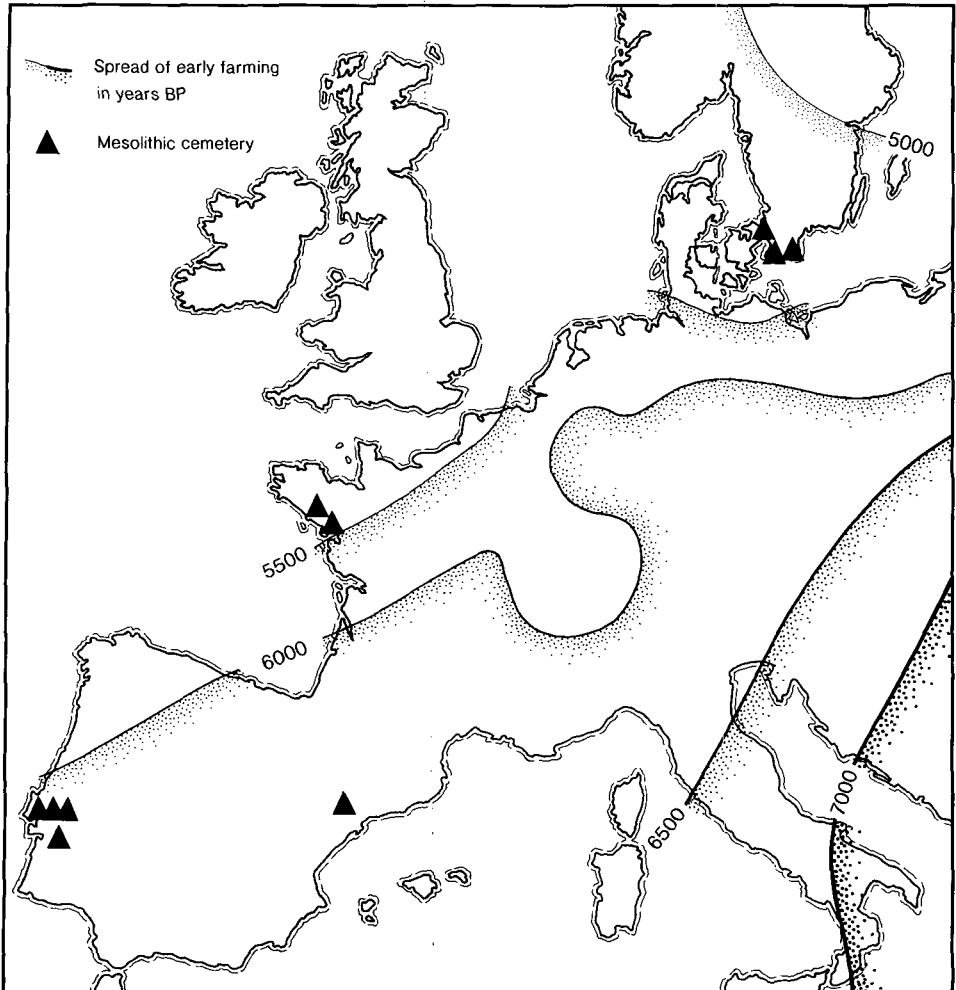 Spread of early farming
in years BP
Mesolithic cemetery
5000
5500
6000
7000
6500